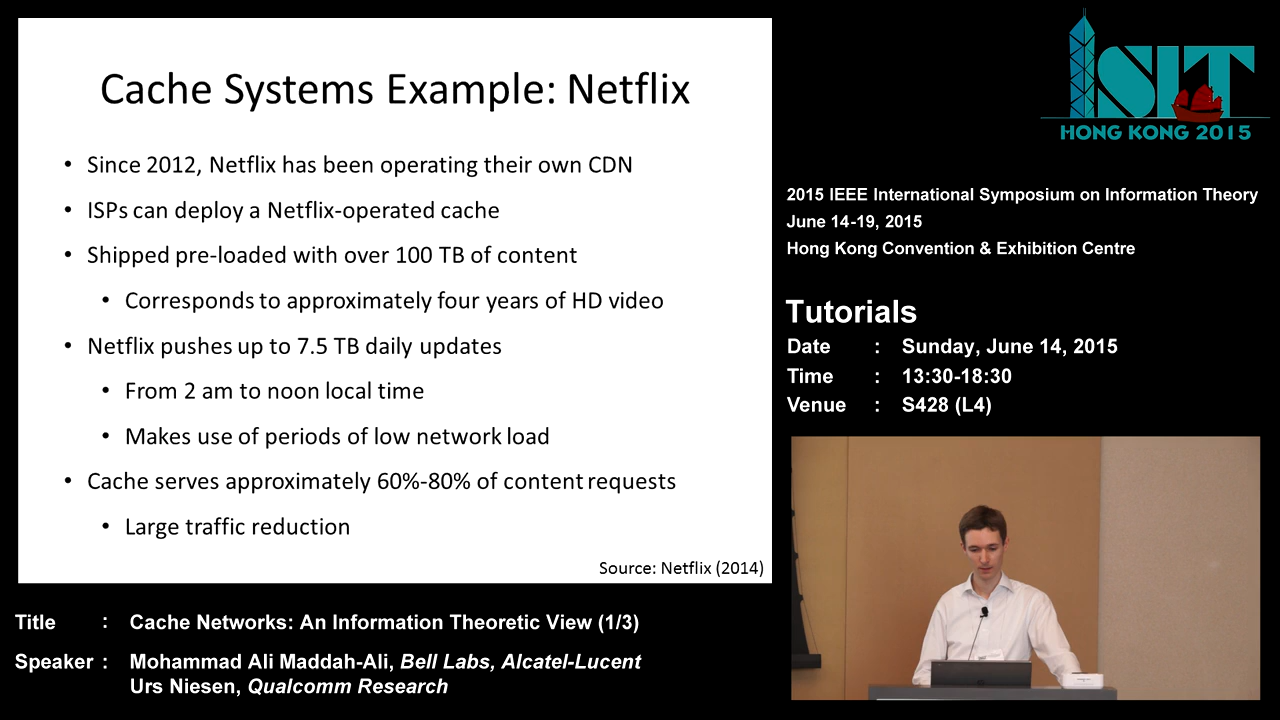 Cache Systems Example: Netflix
• Since 2012, Netflix has been operating their own CDN
• ISPs can deploy a Netflix-operated cache
• Shipped pre-loaded with over 100 TB of content
• Corresponds to approximately four years of HD video
• Netflix pushes up to 7.5 TB daily updates
• From 2 am to noon local time
• Makes use of periods of low network load
• Cache serves approximately 60%-80% of content requests
• Large traffic reduction
Source: Netflix (2014)
ISIT
HONG KONG 2015
2015 IEEE International Symposium on Information Theory
June 14-19, 2015
Hong Kong Convention & Exhibition Centre
Tutorials
Date : Sunday, June 14, 2015
Time : 13:30-18:30
Venue : S428 (L4)
Title : Cache Networks: An Information Theoretic View (1/3)
Speaker : Mohammad Ali Maddah-Ali, Bell Labs, Alcatel-Lucent
Urs Niesen, Qualcomm Research